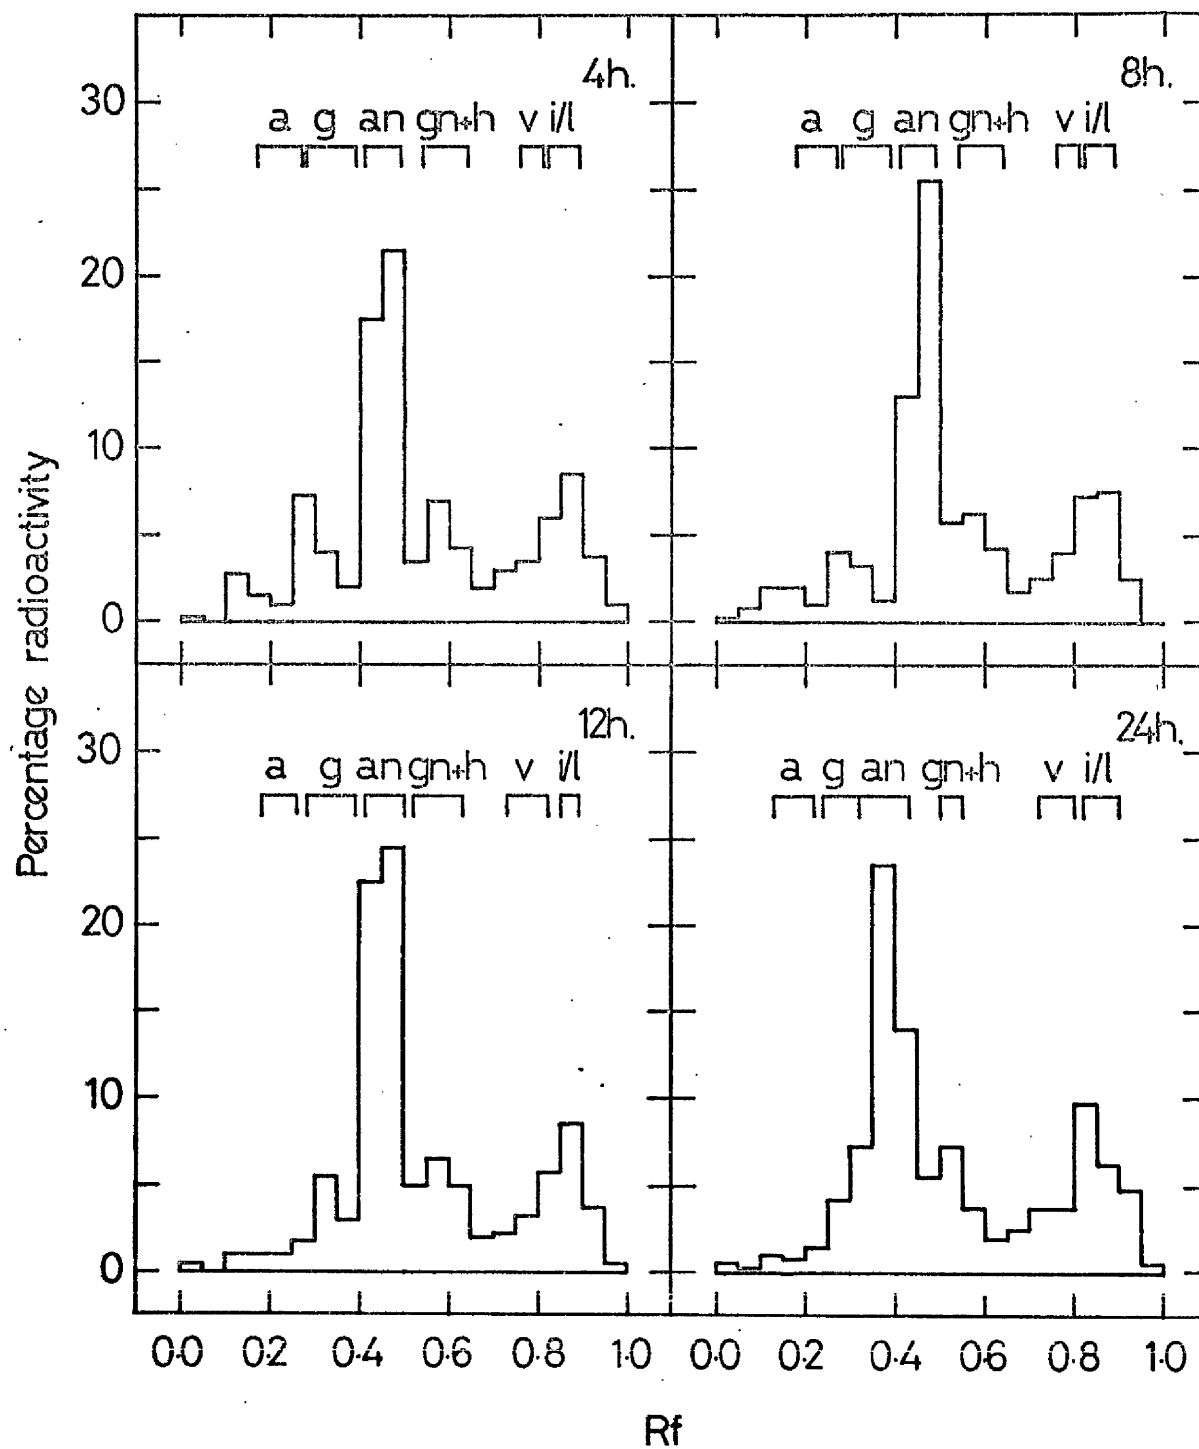 4h.
a g an gn+h v i/l
8h.
a g an gn+h v i/l
30
20
10
0
12h.
a g an gn+h v i/l
24h.
a g an gn+h v i/l
30
20
10
0
0·0 0·2 0·4 0·6 0·8 1·0
0·0 0·2 0·4 0·6 0·8 1·0
Percentage radioactivity
Rf